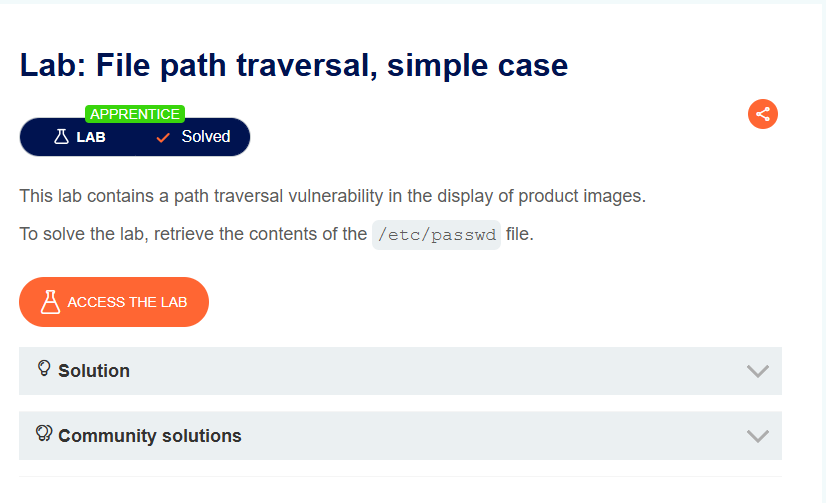 Lab: File path traversal, simple case
APPRENTICE
LAB Solved
This lab contains a path traversal vulnerability in the display of product images.
To solve the lab, retrieve the contents of the /etc/passwd file.
ACCESS THE LAB
Solution
Community solutions